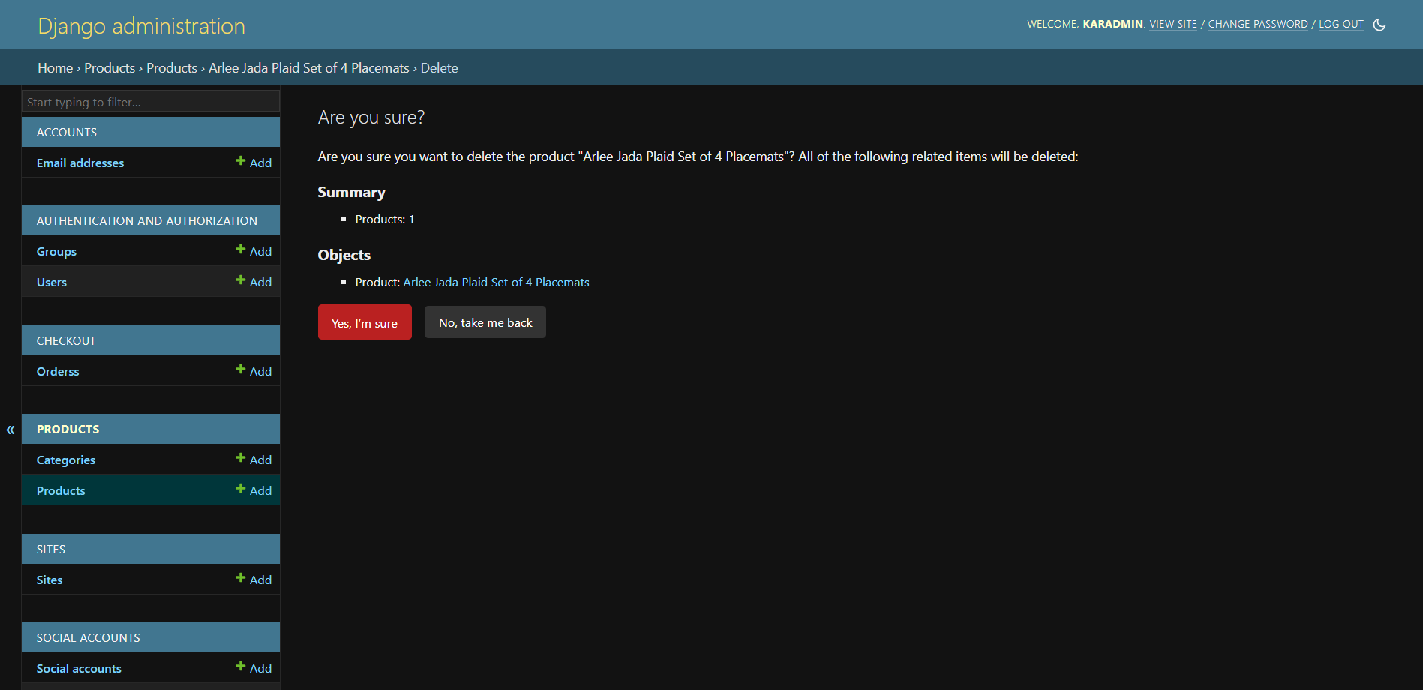 Django administration
WELCOME, KARADMIN. VIEW SITE / CHANGE PASSWORD / LOG OUT
Home › Products › Products › Arlee Jada Plaid Set of 4 Placemats › Delete
Start typing to filter...
ACCOUNTS
Email addresses + Add
AUTHENTICATION AND AUTHORIZATION
Groups + Add
Users + Add
CHECKOUT
Orderss + Add
«
PRODUCTS
Categories + Add
Products + Add
SITES
Sites + Add
SOCIAL ACCOUNTS
Social accounts + Add
Are you sure?
Are you sure you want to delete the product "Arlee Jada Plaid Set of 4 Placemats"? All of the following related items will be deleted:
Summary
Products: 1
Objects
Product: Arlee Jada Plaid Set of 4 Placemats
Yes, I'm sure No, take me back